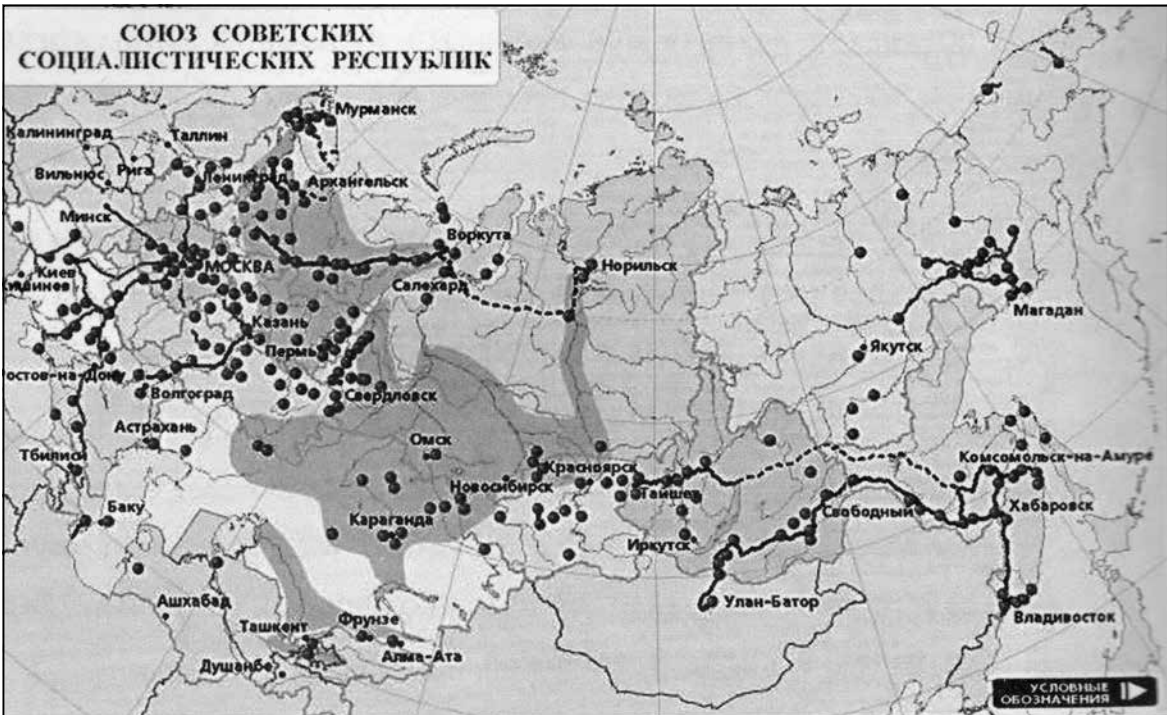 СОЮЗ СОВЕТСКИХ
СОЦИАЛИСТИЧЕСКИХ РЕСПУБЛИК
Мурманск
Калининград
Таллин
Рига
Ленинград
Вильнюс
Архангельск
Минск
Воркута
Киев
МОСКВА
Норильск
Салехард
Магадан
Казань
Пермь
Якутск
Ростов-на-Дону
Волгоград
Свердловск
Астрахань
Омск
Тбилиси
Красноярск
Комсомольск-на-Амуре
Новосибирск
Тайшет
Баку
Караганда
Свободный
Хабаровск
Иркутск
Ашхабад
Фрунзе
Улан-Батор
Владивосток
Ташкент
Алма-Ата
Душанбе
УСЛОВНЫЕ
ОБОЗНАЧЕНИЯ